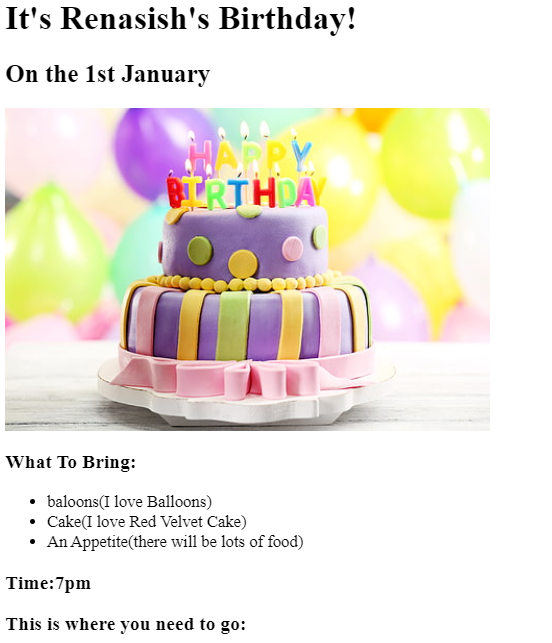 It's Renasish's Birthday!
On the 1st January
HAPPY
BIRTHDAY
What To Bring:
baloons(I love Balloons)
Cake(I love Red Velvet Cake)
An Appetite(there will be lots of food)
Time:7pm
This is where you need to go: